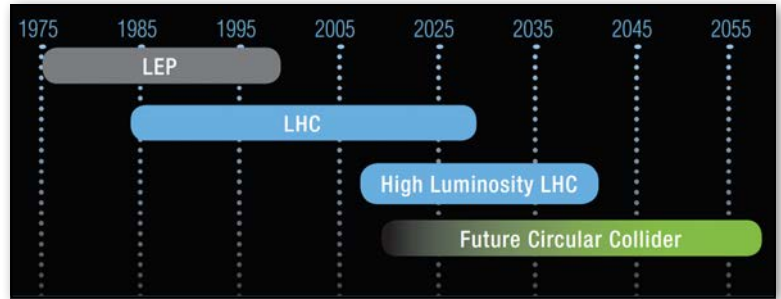 1975 1985 1995 2005 2025 2035 2045 2055
LEP
LHC
High Luminosity LHC
Future Circular Collider